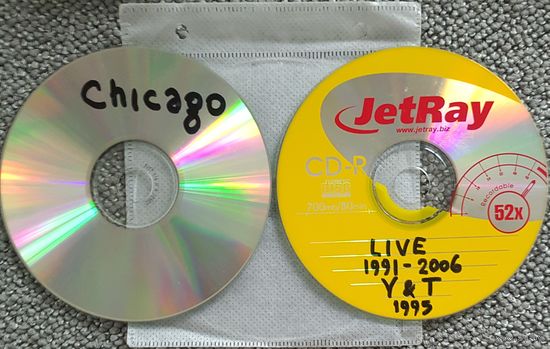 Chicago
JetRay
www.jetray.biz
CD-R
700MB/80min
Recordable
52x
LIVE
1991-2006
Y & T
1995